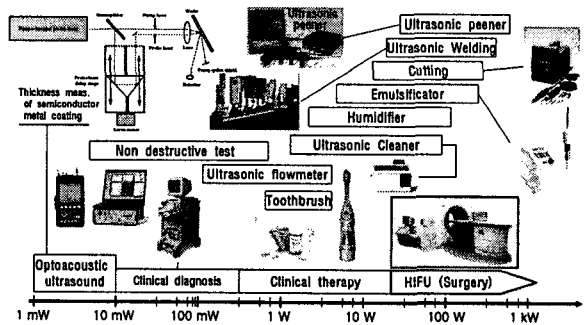 Ultrasonic
peener
Ultrasonic peener
Ultrasonic Welding
Cutting
Emulsificator
Humidifier
Ultrasonic Cleaner
Thickness meas.
of semiconductor
metal coating
Non destructive test
Ultrasonic flowmeter
Toothbrush
Optoacoustic
ultrasound
Clinical diagnosis
Clinical therapy
HIFU (Surgery)
1 mW
10 mW
100 mW
1 W
10 W
100 W
1 kW